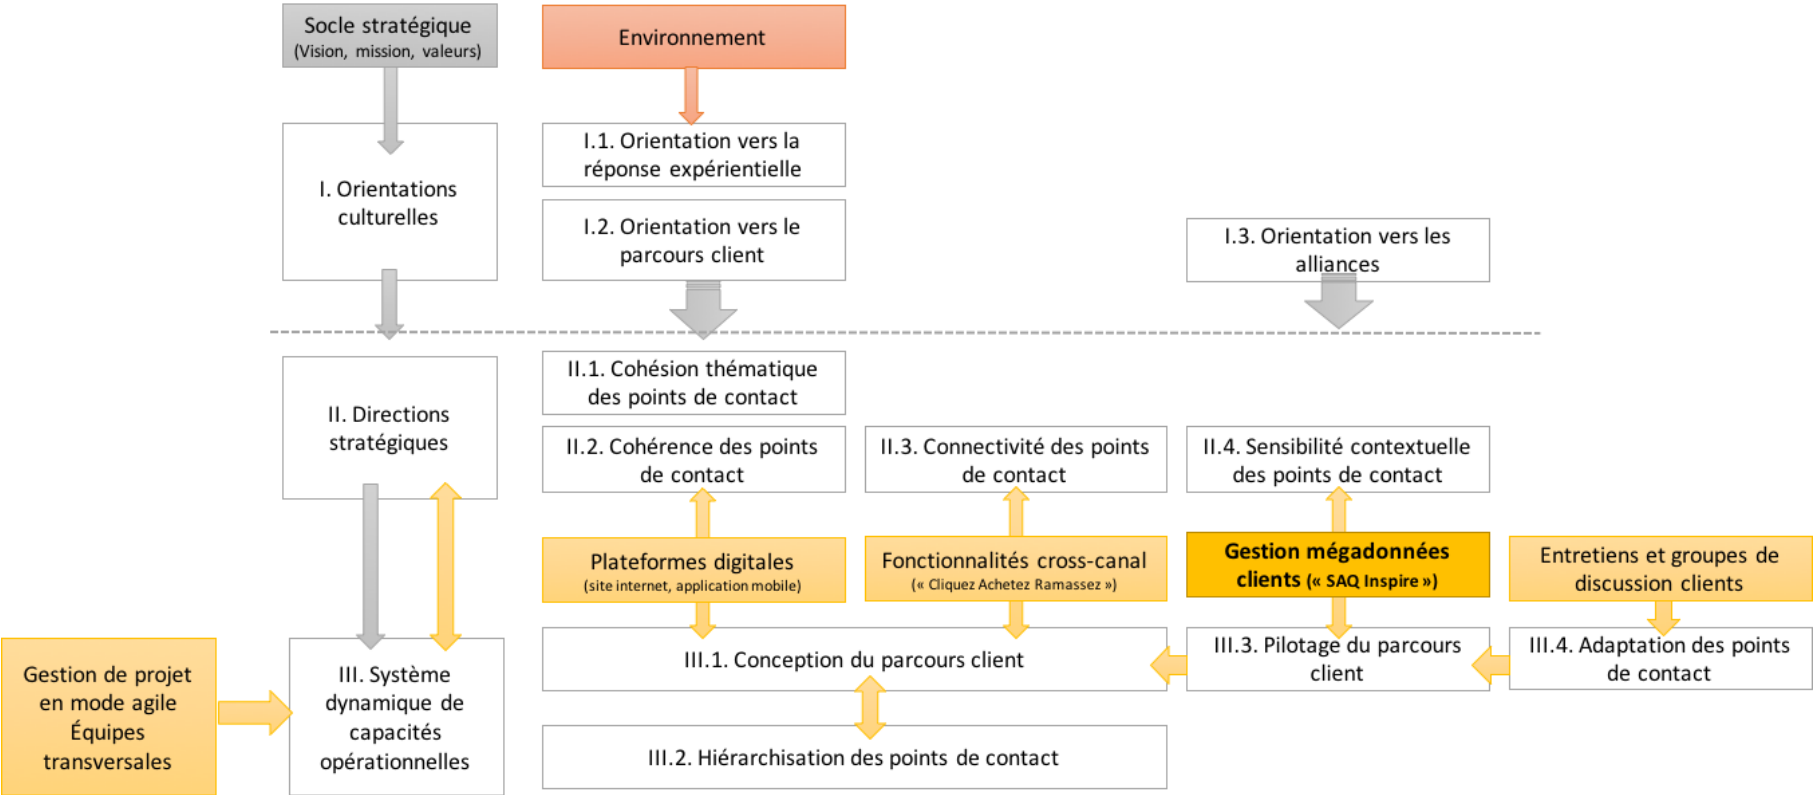 Socle stratégique
(Vision, mission, valeurs)
Environnement
I. Orientations
culturelles
I.1. Orientation vers la
réponse expérientielle
I.2. Orientation vers le
parcours client
I.3. Orientation vers les
alliances
II. Directions
stratégiques
II.1. Cohésion thématique
des points de contact
II.2. Cohérence des points
de contact
II.3. Connectivité des points
de contact
II.4. Sensibilité contextuelle
des points de contact
Plateformes digitales
(site internet, application mobile)
Fonctionnalités cross-canal
(« Cliquez Achetez Ramassez »)
Gestion mégadonnées
clients (« SAQ Inspire »)
Entretiens et groupes de
discussion clients
Gestion de projet
en mode agile
Équipes
transversales
III. Système
dynamique de
capacités
opérationnelles
III.1. Conception du parcours client
III.3. Pilotage du parcours
client
III.4. Adaptation des points
de contact
III.2. Hiérarchisation des points de contact